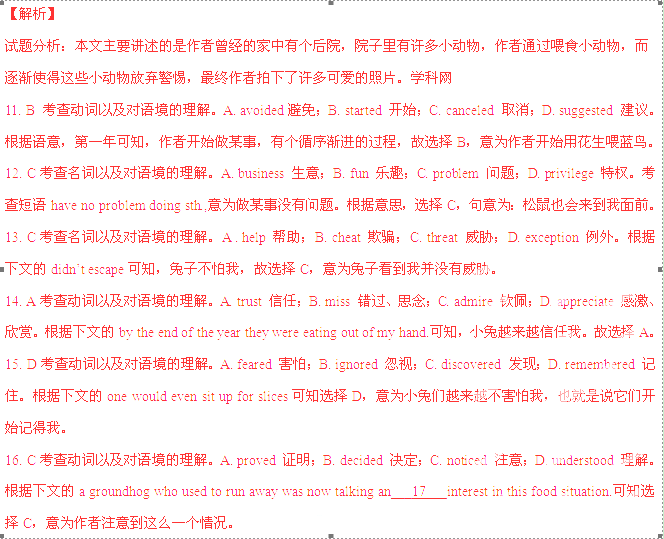 【解析】
试题分析：本文主要讲述的是作者曾经的家中有个后院，院子里有许多小动物，作者通过喂食小动物，而
逐渐使得这些小动物放弃警惕，最终作者拍下了许多可爱的照片。学科网
11. B 考查动词以及对语境的理解。A. avoided避免；B. started 开始；C. canceled 取消；D. suggested 建议。
根据语意，第一年可知，作者开始做某事，有个循序渐进的过程，故选择 B，意为作者开始用花生喂蓝鸟。
12. C 考查名词以及对语境的理解。A. business 生意；B. fun 乐趣；C. problem 问题；D. privilege 特权。考
查短语 have no problem doing sth.,意为做某事没有问题。根据意思，选择 C，句意为：松鼠也会来到我面前。
13. C 考查名词以及对语境的理解。A . help 帮助；B. cheat 欺骗；C. threat 威胁；D. exception 例外。根据
下文的 didn't escape 可知，兔子不怕我，故选择 C，意为兔子看到我并没有威胁。
14. A 考查动词以及对语境的理解。A. trust 信任；B. miss 错过、思念；C. admire 钦佩；D. appreciate 感激、
欣赏。根据下文的 by the end of the year they were eating out of my hand.可知，小兔越来越信任我。故选择 A。
15. D 考查动词以及对语境的理解。A. feared 害怕；B. ignored 忽视；C. discovered 发现；D. remembered 记
住。根据下文的 one would even sit up for slices 可知选择 D，意为小兔们越来越不害怕我，也就是说它们开
始记得我。
16. C 考查动词以及对语境的理解。A. proved 证明；B. decided 决定；C. noticed 注意；D. understood 理解。
根据下文的 a groundhog who used to run away was now talking an___17___interest in this food situation.可知选
择 C，意为作者注意到这么一个情况。